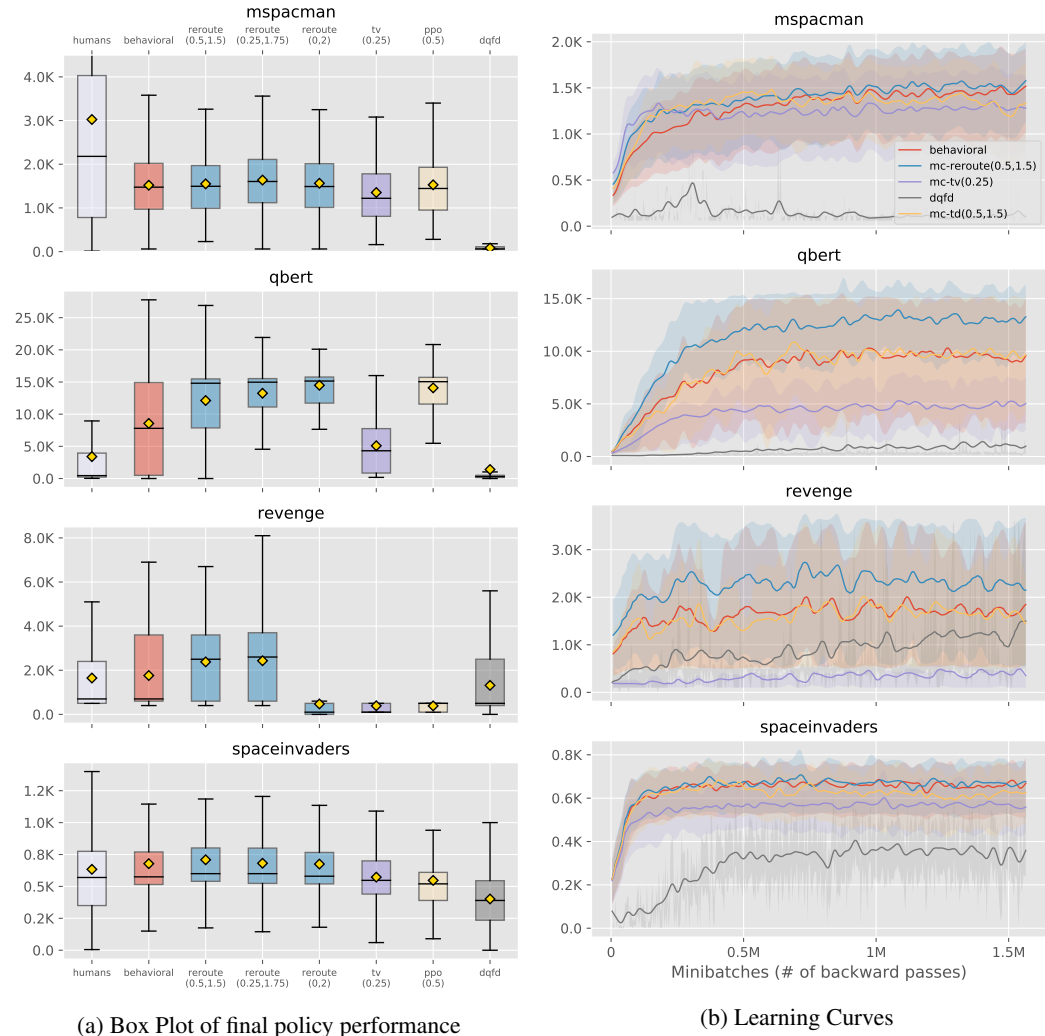 mspacman
humans behavioral reroute (0.5,1.5) reroute (0.25,1.75) reroute (0,2) tv (0.25) ppo (0.5) dqfd
4.0K
3.0K
2.0K
1.0K
0.0
qbert
25.0K
20.0K
15.0K
10.0K
5.0K
0.0
revenge
8.0K
6.0K
4.0K
2.0K
0.0
spaceinvaders
1.2K
1.0K
0.8K
0.5K
0.2K
0.0
humans behavioral reroute (0.5,1.5) reroute (0.25,1.75) reroute (0,2) tv (0.25) ppo (0.5) dqfd
(a) Box Plot of final policy performance
mspacman
2.0K
1.5K
1.0K
0.5K
0.0
behavioral
mc-reroute(0.5,1.5)
mc-tv(0.25)
dqfd
mc-td(0.5,1.5)
qbert
15.0K
10.0K
5.0K
0.0
revenge
3.0K
2.0K
1.0K
0.0
spaceinvaders
0.8K
0.6K
0.4K
0.2K
0.0
0 0.5M 1M 1.5M
Minibatches (# of backward passes)
(b) Learning Curves